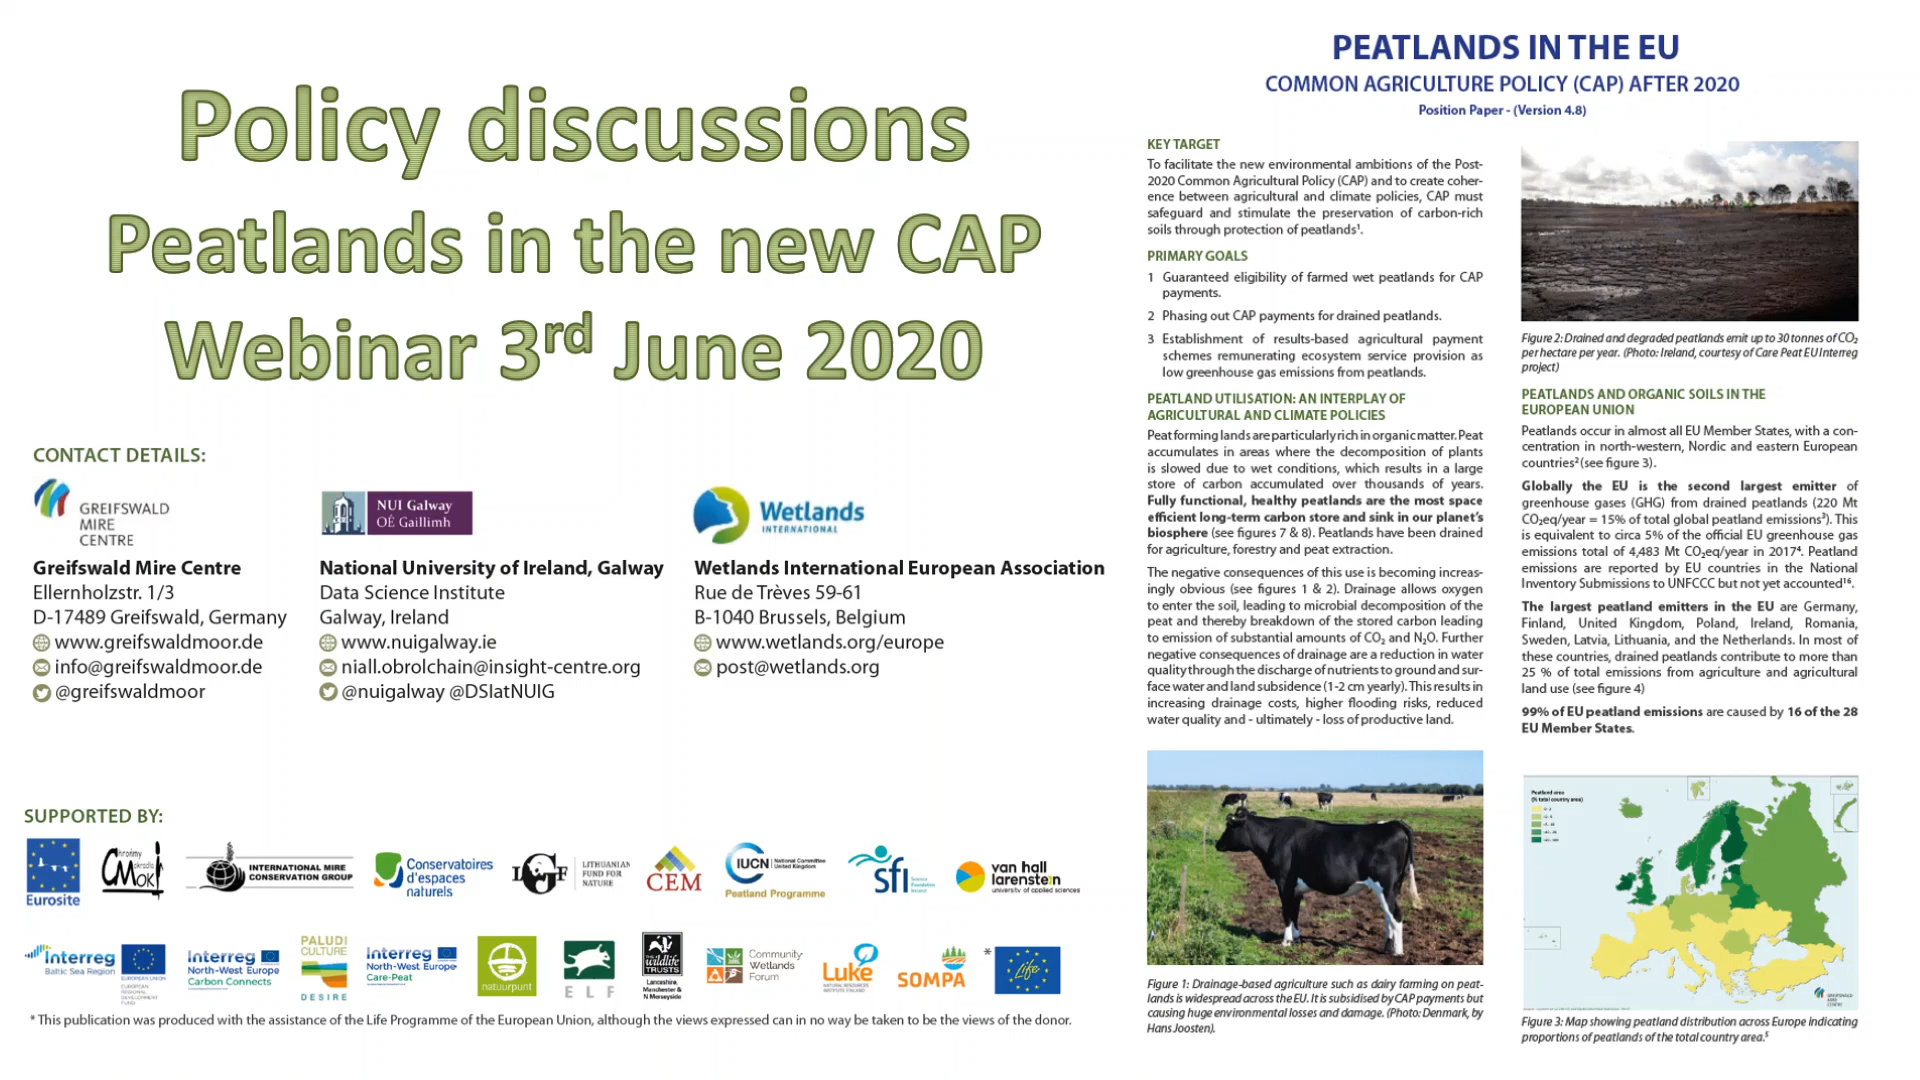 Policy discussions
Peatlands in the new CAP
Webinar 3rd June 2020
CONTACT DETAILS:
GREIFSWALD
MIRE
CENTRE
Greifswald Mire Centre
Ellernholzstr. 1/3
D-17489 Greifswald, Germany
www.greifswaldmoor.de
info@greifswaldmoor.de
@greifswaldmoor
NUI Galway
OÉ Gaillimh
National University of Ireland, Galway
Data Science Institute
Galway, Ireland
www.nuigalway.ie
niall.obrolchain@insight-centre.org
@nuigalway @DSIatNUIG
Wetlands
INTERNATIONAL
Wetlands International European Association
Rue de Trèves 59-61
B-1040 Brussels, Belgium
www.wetlands.org/europe
post@wetlands.org
SUPPORTED BY:
Eurosite
INTERNATIONAL MIRE
CONSERVATION GROUP
Conservatoires
d'espaces
naturels
LITHUANIAN
FUND FOR
NATURE
CEM
IUCN National Committee
United Kingdom
Peatland Programme
sfi
Science
Foundation
Ireland
van hall
larenstein
university of applied sciences
Interreg
Baltic Sea Region
EUROPEAN UNION
EUROPEAN
REGIONAL
DEVELOPMENT
FUND
Interreg
North-West Europe
Carbon Connects
PALUDI
CULTURE
DESIRE
Interreg
North-West Europe
Care-Peat
natuurpunt
ELF
THE
wildlife
TRUSTS
Lancashire,
Manchester &
N Merseyside
Community
Wetlands
Forum
Luke
NATURAL RESOURCES
INSTITUTE FINLAND
SOMPA
*
Life
* This publication was produced with the assistance of the Life Programme of the European Union, although the views expressed can in no way be taken to be the views of the donor.
PEATLANDS IN THE EU
COMMON AGRICULTURE POLICY (CAP) AFTER 2020
Position Paper - (Version 4.8)
KEY TARGET
To facilitate the new environmental ambitions of the Post-
2020 Common Agricultural Policy (CAP) and to create coher-
ence between agricultural and climate policies, CAP must
safeguard and stimulate the preservation of carbon-rich
soils through protection of peatlands¹.
PRIMARY GOALS
1 Guaranteed eligibility of farmed wet peatlands for CAP
payments.
2 Phasing out CAP payments for drained peatlands.
3 Establishment of results-based agricultural payment
schemes remunerating ecosystem service provision as
low greenhouse gas emissions from peatlands.
PEATLAND UTILISATION: AN INTERPLAY OF
AGRICULTURAL AND CLIMATE POLICIES
Peat forming lands are particularly rich in organic matter. Peat
accumulates in areas where the decomposition of plants
is slowed due to wet conditions, which results in a large
store of carbon accumulated over thousands of years.
Fully functional, healthy peatlands are the most space
efficient long-term carbon store and sink in our planet's
biosphere (see figures 7 & 8). Peatlands have been drained
for agriculture, forestry and peat extraction.
The negative consequences of this use is becoming increas-
ingly obvious (see figures 1 & 2). Drainage allows oxygen
to enter the soil, leading to microbial decomposition of the
peat and thereby breakdown of the stored carbon leading
to emission of substantial amounts of CO₂ and N₂O. Further
negative consequences of drainage are a reduction in water
quality through the discharge of nutrients to ground and sur-
face water and land subsidence (1-2 cm yearly). This results in
increasing drainage costs, higher flooding risks, reduced
water quality and - ultimately - loss of productive land.
Figure 1: Drainage-based agriculture such as dairy farming on peat-
lands is widespread across the EU. It is subsidised by CAP payments but
causing huge environmental losses and damage. (Photo: Denmark, by
Hans Joosten).
Figure 2: Drained and degraded peatlands emit up to 30 tonnes of CO₂
per hectare per year. (Photo: Ireland, courtesy of Care Peat EU Interreg
project)
PEATLANDS AND ORGANIC SOILS IN THE
EUROPEAN UNION
Peatlands occur in almost all EU Member States, with a con-
centration in north-western, Nordic and eastern European
countries² (see figure 3).
Globally the EU is the second largest emitter of
greenhouse gases (GHG) from drained peatlands (220 Mt
CO₂eq/year = 15% of total global peatland emissions³). This
is equivalent to circa 5% of the official EU greenhouse gas
emissions total of 4,483 Mt CO₂eq/year in 2017⁴. Peatland
emissions are reported by EU countries in the National
Inventory Submissions to UNFCCC but not yet accounted¹⁶.
The largest peatland emitters in the EU are Germany,
Finland, United Kingdom, Poland, Ireland, Romania,
Sweden, Latvia, Lithuania, and the Netherlands. In most of
these countries, drained peatlands contribute to more than
25 % of total emissions from agriculture and agricultural
land use (see figure 4)
99% of EU peatland emissions are caused by 16 of the 28
EU Member States.
Peatland area
(% total country area)
GREIFSWALD
MIRE
CENTRE
Figure 3: Map showing peatland distribution across Europe indicating
proportions of peatlands of the total country area.⁵